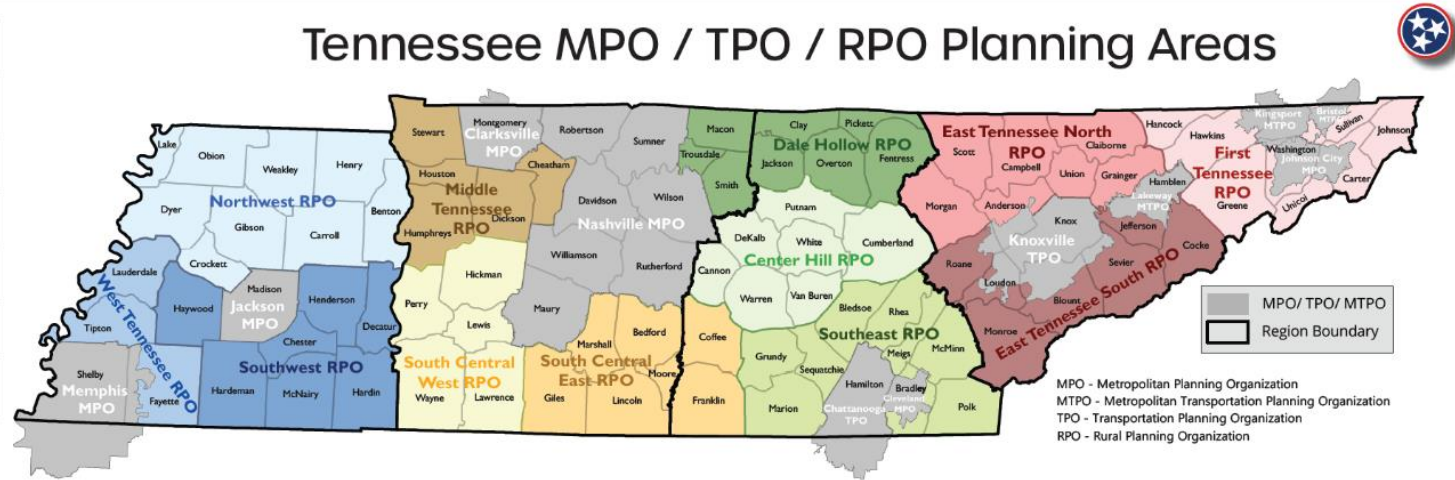 Tennessee MPO / TPO / RPO Planning Areas
Lake
Obion
Weakley
Henry
Northwest RPO
Dyer
Gibson
Carroll
Benton
Crockett
Lauderdale
Tipton
West Tennessee RPO
Shelby
Memphis
MPO
Fayette
Haywood
Madison
Jackson
MPO
Henderson
Decatur
Chester
Southwest RPO
Hardeman
McNairy
Hardin
Stewart
Montgomery
Clarksville
MPO
Robertson
Sumner
Houston
Cheatham
Middle
Tennessee
RPO
Dickson
Humphreys
Davidson
Wilson
Nashville MPO
Williamson
Rutherford
Maury
Macon
Trousdale
Smith
Hickman
Perry
Lewis
South Central
West RPO
Wayne
Lawrence
Marshall
Bedford
South Central
East RPO
Moore
Giles
Lincoln
Coffee
Franklin
Clay
Pickett
Dale Hollow RPO
Jackson
Overton
Fentress
Putnam
DeKalb
White
Cumberland
Center Hill RPO
Cannon
Warren
Van Buren
Bledsoe
Rhea
Southeast RPO
Meigs
McMinn
Grundy
Sequatchie
Hamilton
Bradley
Cleveland
MPO
Chattanooga
TPO
Marion
Polk
East Tennessee North
RPO
Scott
Claiborne
Campbell
Union
Grainger
Morgan
Anderson
Hamblen
Lakeway
MTPO
Knox
Knoxville
TPO
Jefferson
Cocke
Roane
Loudon
Sevier
Blount
Monroe
East Tennessee South RPO
Hancock
Hawkins
Kingsport
MTPO
Bristol
MTPO
Sullivan
Johnson
First
Tennessee
RPO
Washington
Johnson City
MPO
Carter
Greene
Unicoi
MPO/ TPO/ MTPO
Region Boundary
MPO - Metropolitan Planning Organization
MTPO - Metropolitan Transportation Planning Organization
TPO - Transportation Planning Organization
RPO - Rural Planning Organization